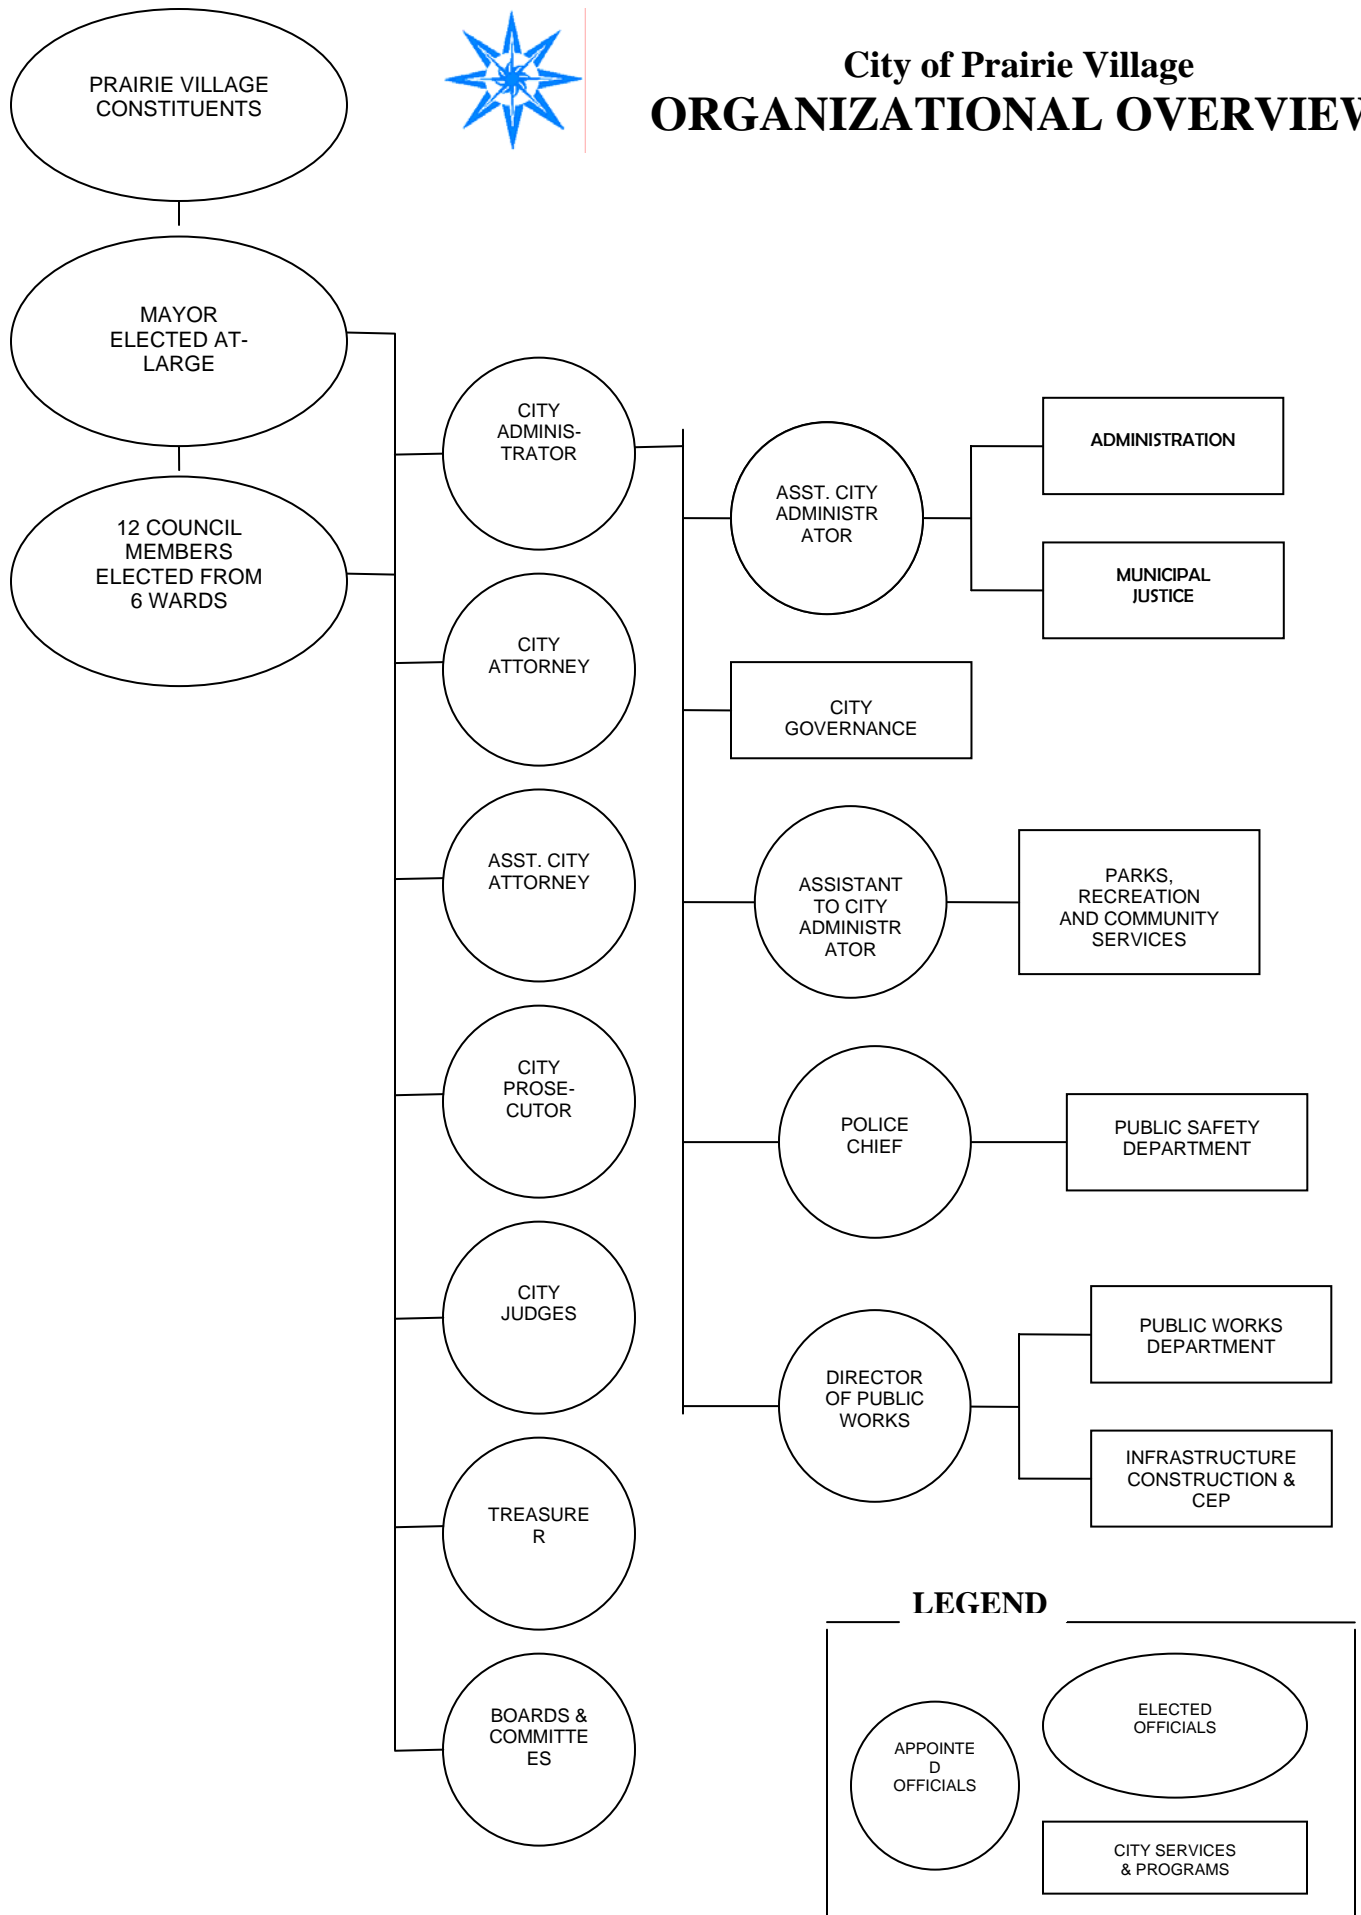 PRAIRIE VILLAGE
CONSTITUENTS
City of Prairie Village
ORGANIZATIONAL OVERVIEW
MAYOR
ELECTED AT-
LARGE
12 COUNCIL
MEMBERS
ELECTED FROM
6 WARDS
CITY
ADMINIS-
TRATOR
CITY
ATTORNEY
ASST. CITY
ATTORNEY
CITY
PROSE-
CUTOR
CITY
JUDGES
TREASURE
R
BOARDS &
COMMITTE
ES
ASST. CITY
ADMINISTR
ATOR
ADMINISTRATION
MUNICIPAL
JUSTICE
CITY
GOVERNANCE
ASSISTANT
TO CITY
ADMINISTR
ATOR
PARKS,
RECREATION
AND COMMUNITY
SERVICES
POLICE
CHIEF
PUBLIC SAFETY
DEPARTMENT
DIRECTOR
OF PUBLIC
WORKS
PUBLIC WORKS
DEPARTMENT
INFRASTRUCTURE
CONSTRUCTION &
CEP
LEGEND
APPOINTE
D
OFFICIALS
ELECTED
OFFICIALS
CITY SERVICES
& PROGRAMS